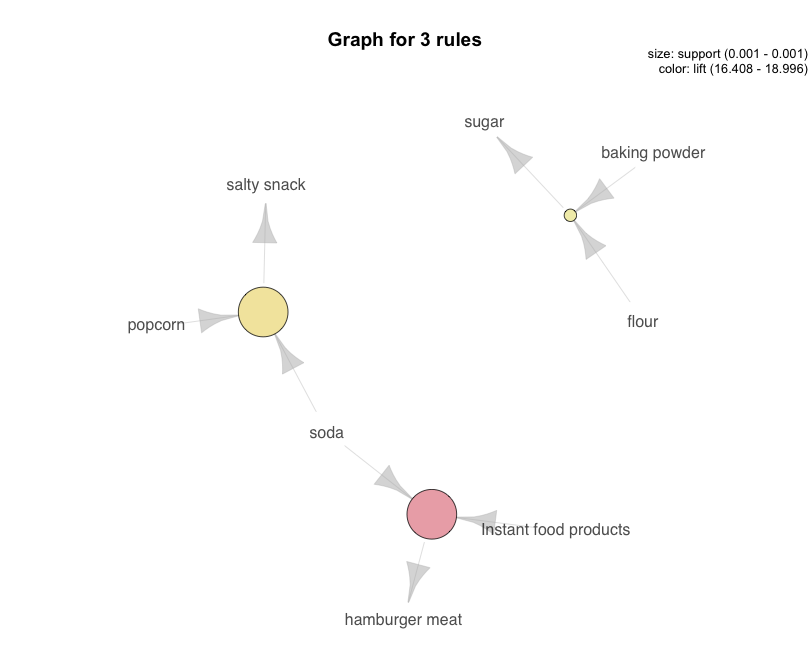 Graph for 3 rules
size: support (0.001 - 0.001)
color: lift (16.408 - 18.996)
sugar
baking powder
salty snack
popcorn
flour
soda
Instant food products
hamburger meat